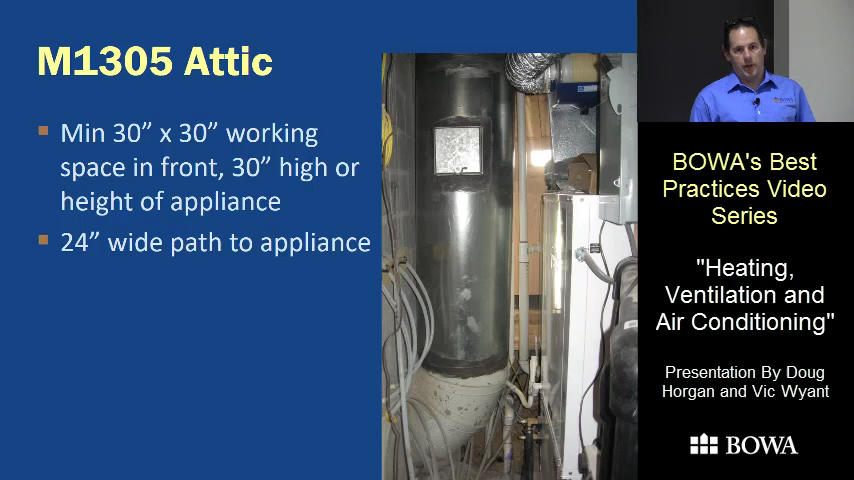 M1305 Attic
Min 30” x 30” working
space in front, 30” high or
height of appliance
24” wide path to appliance
BOWA's Best
Practices Video
Series
"Heating,
Ventilation and
Air Conditioning"
Presentation By Doug
Horgan and Vic Wyant
BOWA